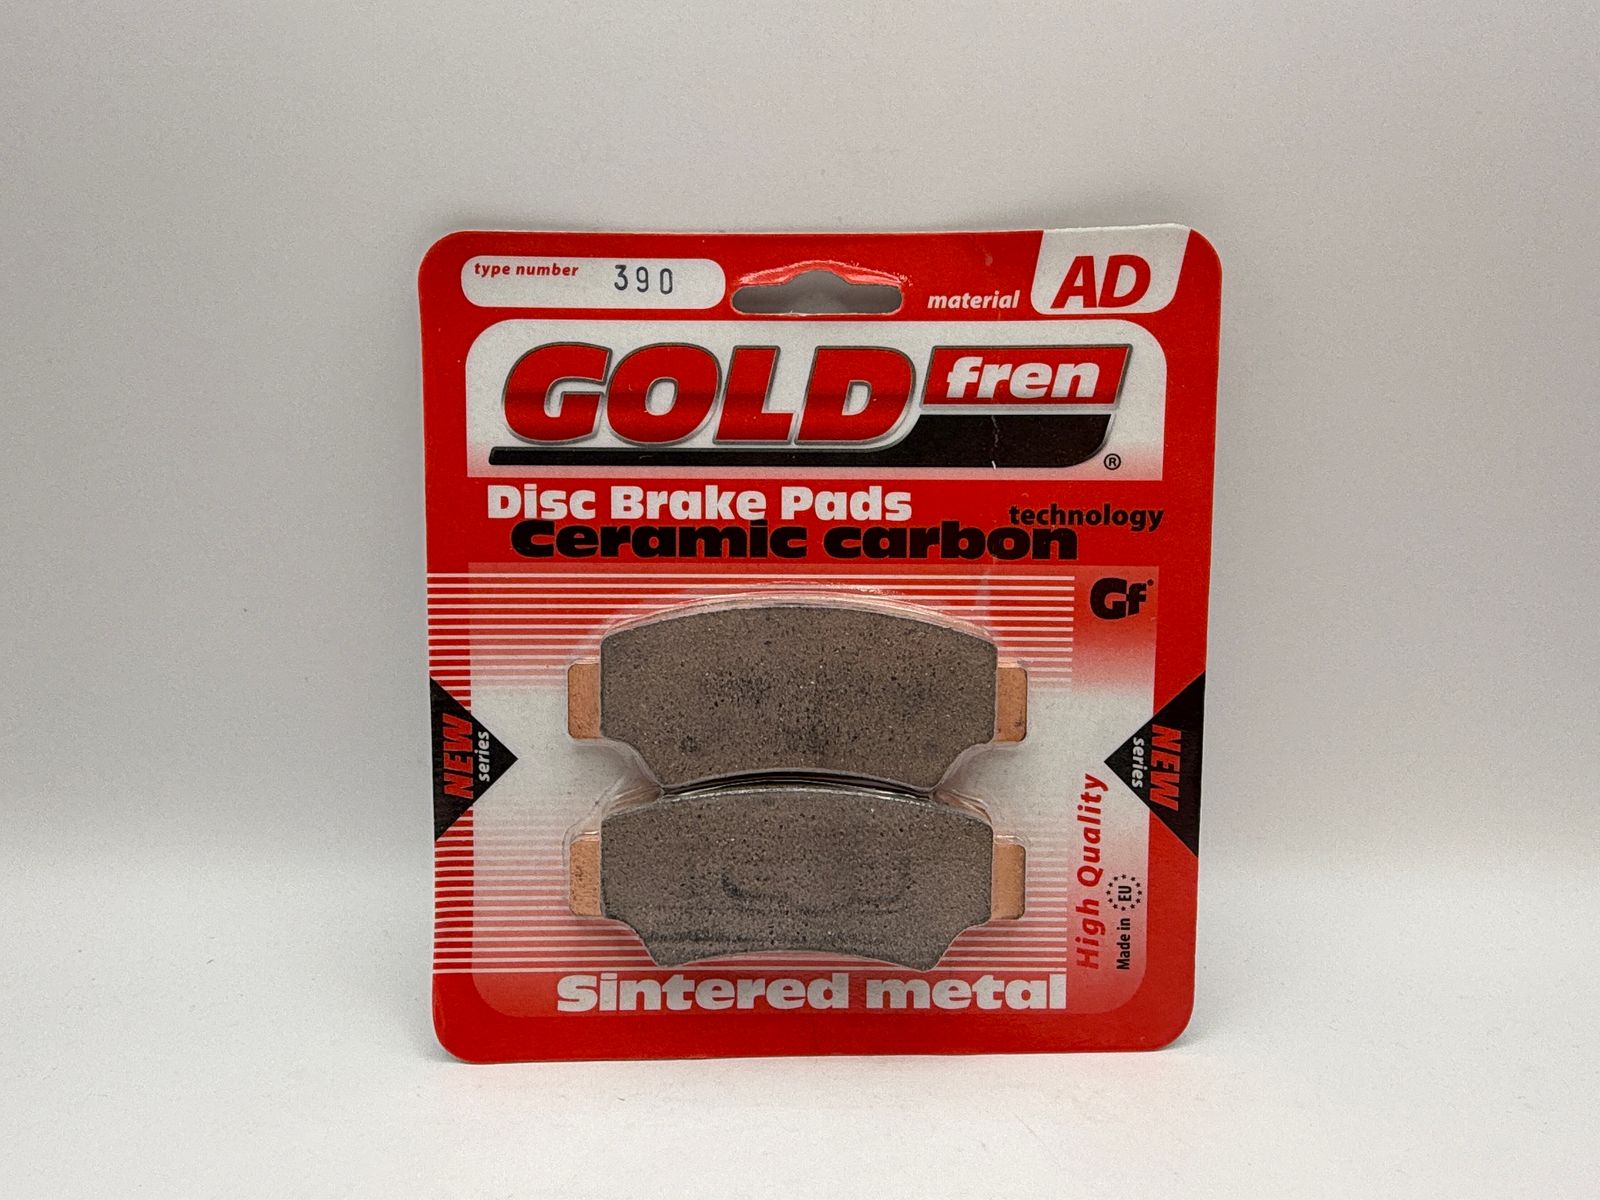 type number 390
material AD
GOLD fren
®
Disc Brake Pads
technology
Ceramic carbon
Gf
NEW
series
NEW
series
High Quality
Made in EU
Sintered metal